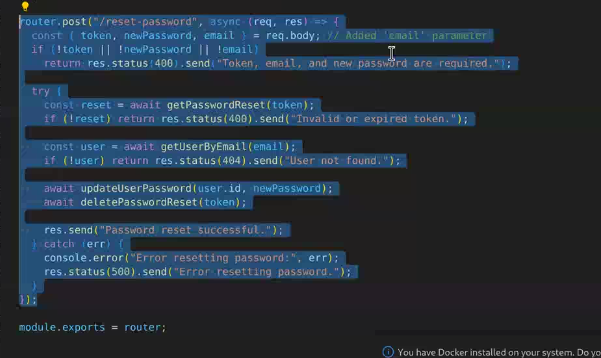 router.post("/reset-password", async (req, res) => {
const { token, newPassword, email } = req.body; // Added 'email' parameter
if (!token || !newPassword || !email)
return res.status(400).send("Token, email, and new password are required.");
try {
const reset = await getPasswordReset(token);
if (!reset) return res.status(400).send("Invalid or expired token.");
const user = await getUserByEmail(email);
if (!user) return res.status(404).send("User not found.");
await updateUserPassword(user.id, newPassword);
await deletePasswordReset(token);
res.send("Password reset successful.");
} catch (err) {
console.error("Error resetting password:", err);
res.status(500).send("Error resetting password.");
}
});
module.exports = router;
You have Docker installed on your system. Do yo